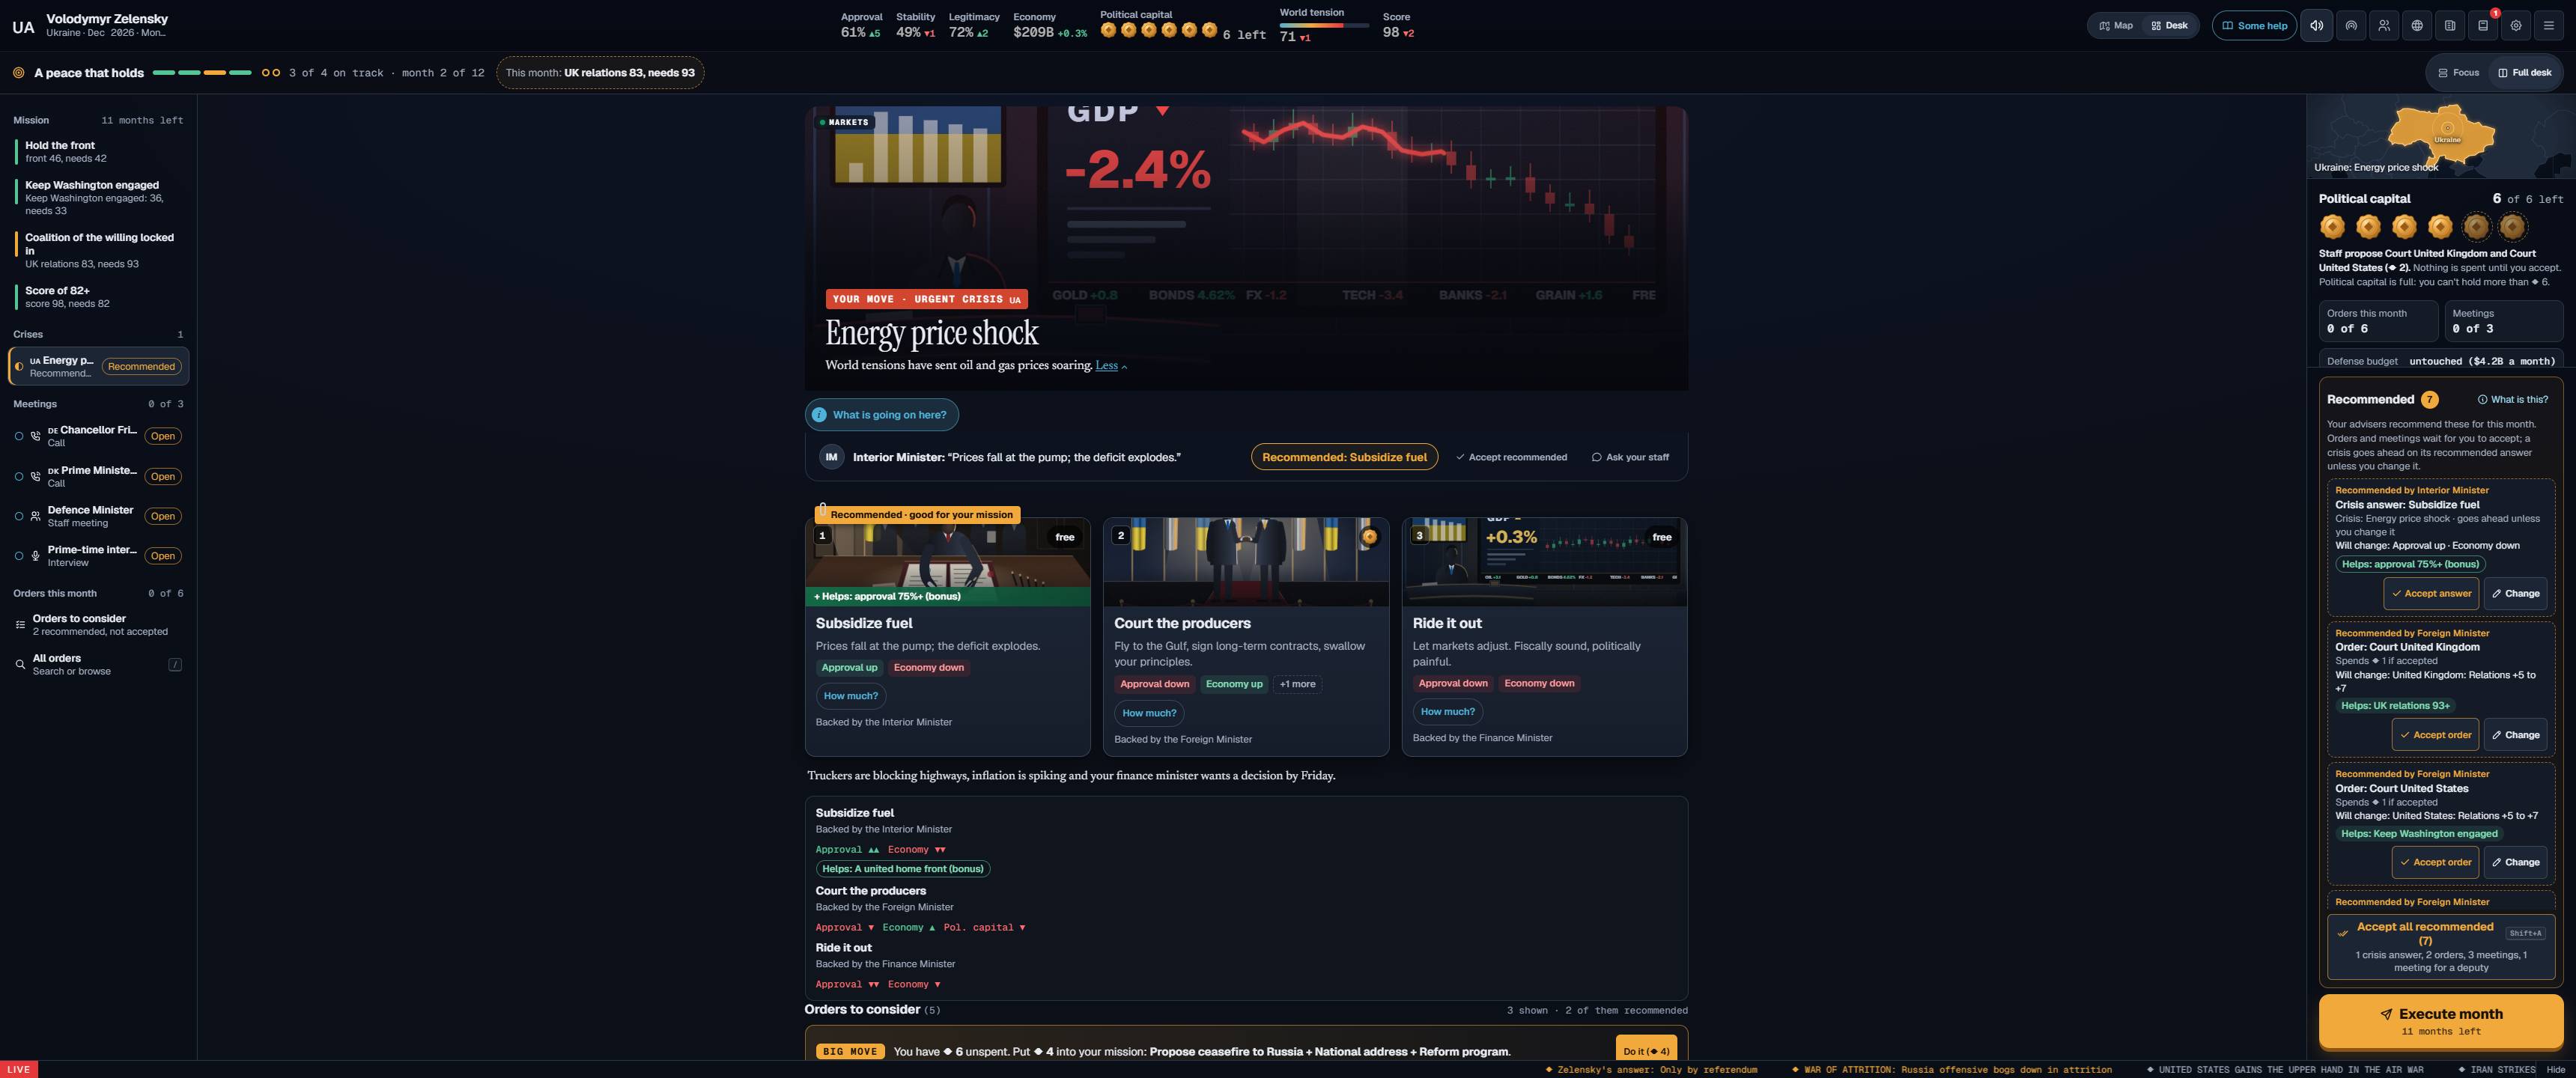 UA
Volodymyr Zelensky
Ukraine · Dec 2026 · Mon...
Approval
61% ▲5
Stability
49% ▼1
Legitimacy
72% ▲2
Economy
$209B +0.3%
Political capital
6 left
World tension
71 ▼1
Score
98 ▼2
Map
Desk
Some help
1
A peace that holds
3 of 4 on track · month 2 of 12
This month: UK relations 83, needs 93
Focus
Full desk
Mission
11 months left
Hold the front
front 46, needs 42
Keep Washington engaged
Keep Washington engaged: 36,
needs 33
Coalition of the willing locked
in
UK relations 83, needs 93
Score of 82+
score 98, needs 82
Crises
1
UA Energy p...
Recommend...
Recommended
Meetings
0 of 3
DE Chancellor Fri...
Call
Open
DK Prime Ministe...
Call
Open
Defence Minister
Staff meeting
Open
Prime-time inter...
Interview
Open
Orders this month
0 of 6
Orders to consider
2 recommended, not accepted
All orders
Search or browse
/
MARKETS
GDP ▼
-2.4%
GOLD +0.8 BONDS 4.62% FX -1.2 TECH -3.4 BANKS -2.1 GRAIN +1.6 FRE
YOUR MOVE · URGENT CRISIS UA
Energy price shock
World tensions have sent oil and gas prices soaring. Less
What is going on here?
IM
Interior Minister: “Prices fall at the pump; the deficit explodes.”
Recommended: Subsidize fuel
Accept recommended
Ask your staff
Recommended · good for your mission
1
free
+ Helps: approval 75%+ (bonus)
Subsidize fuel
Prices fall at the pump; the deficit explodes.
Approval up
Economy down
How much?
Backed by the Interior Minister
2
Court the producers
Fly to the Gulf, sign long-term contracts, swallow
your principles.
Approval down
Economy up
+1 more
How much?
Backed by the Foreign Minister
3
+0.3%
free
Ride it out
Let markets adjust. Fiscally sound, politically
painful.
Approval down
Economy down
How much?
Backed by the Finance Minister
Truckers are blocking highways, inflation is spiking and your finance minister wants a decision by Friday.
Subsidize fuel
Backed by the Interior Minister
Approval ▲▲ Economy ▼▼
Helps: A united home front (bonus)
Court the producers
Backed by the Foreign Minister
Approval ▼ Economy ▲ Pol. capital ▼
Ride it out
Backed by the Finance Minister
Approval ▼▼ Economy ▼
Orders to consider (5)
3 shown · 2 of them recommended
BIG MOVE
You have ◆ 6 unspent. Put ◆ 4 into your mission: Propose ceasefire to Russia + National address + Reform program.
Do it (◆ 4)
Ukraine
Ukraine: Energy price shock
Political capital
6 of 6 left
Staff propose Court United Kingdom and Court
United States (◆ 2). Nothing is spent until you accept.
Political capital is full: you can't hold more than ◆ 6.
Orders this month
0 of 6
Meetings
0 of 3
Defense budget untouched ($4.2B a month)
Recommended 7
What is this?
Your advisers recommend these for this month.
Orders and meetings wait for you to accept; a
crisis goes ahead on its recommended answer
unless you change it.
Recommended by Interior Minister
Crisis answer: Subsidize fuel
Crisis: Energy price shock · goes ahead unless
you change it
Will change: Approval up · Economy down
Helps: approval 75%+ (bonus)
Accept answer
Change
Recommended by Foreign Minister
Order: Court United Kingdom
Spends ◆ 1 if accepted
Will change: United Kingdom: Relations +5 to
+7
Helps: UK relations 93+
Accept order
Change
Recommended by Foreign Minister
Order: Court United States
Spends ◆ 1 if accepted
Will change: United States: Relations +5 to +7
Helps: Keep Washington engaged
Accept order
Change
Recommended by Foreign Minister
Accept all recommended
(7)
Shift+A
1 crisis answer, 2 orders, 3 meetings, 1
meeting for a deputy
Execute month
11 months left
LIVE
◆ Zelensky's answer: Only by referendum
◆ WAR OF ATTRITION: Russia offensive bogs down in attrition
◆ UNITED STATES GAINS THE UPPER HAND IN THE AIR WAR
◆ IRAN STRIKES
Hide